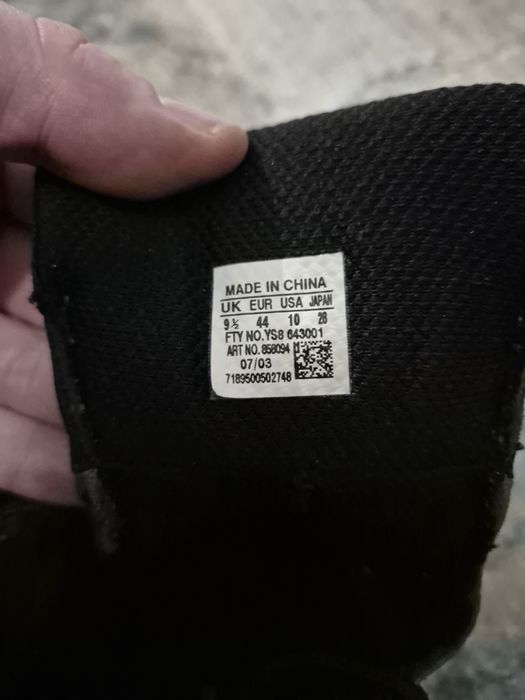 MADE IN CHINA
UK EUR USA JAPAN
9½ 44 10 28
FTY NO.YS8 643001
ART NO. 858094
07/03
7189500502748